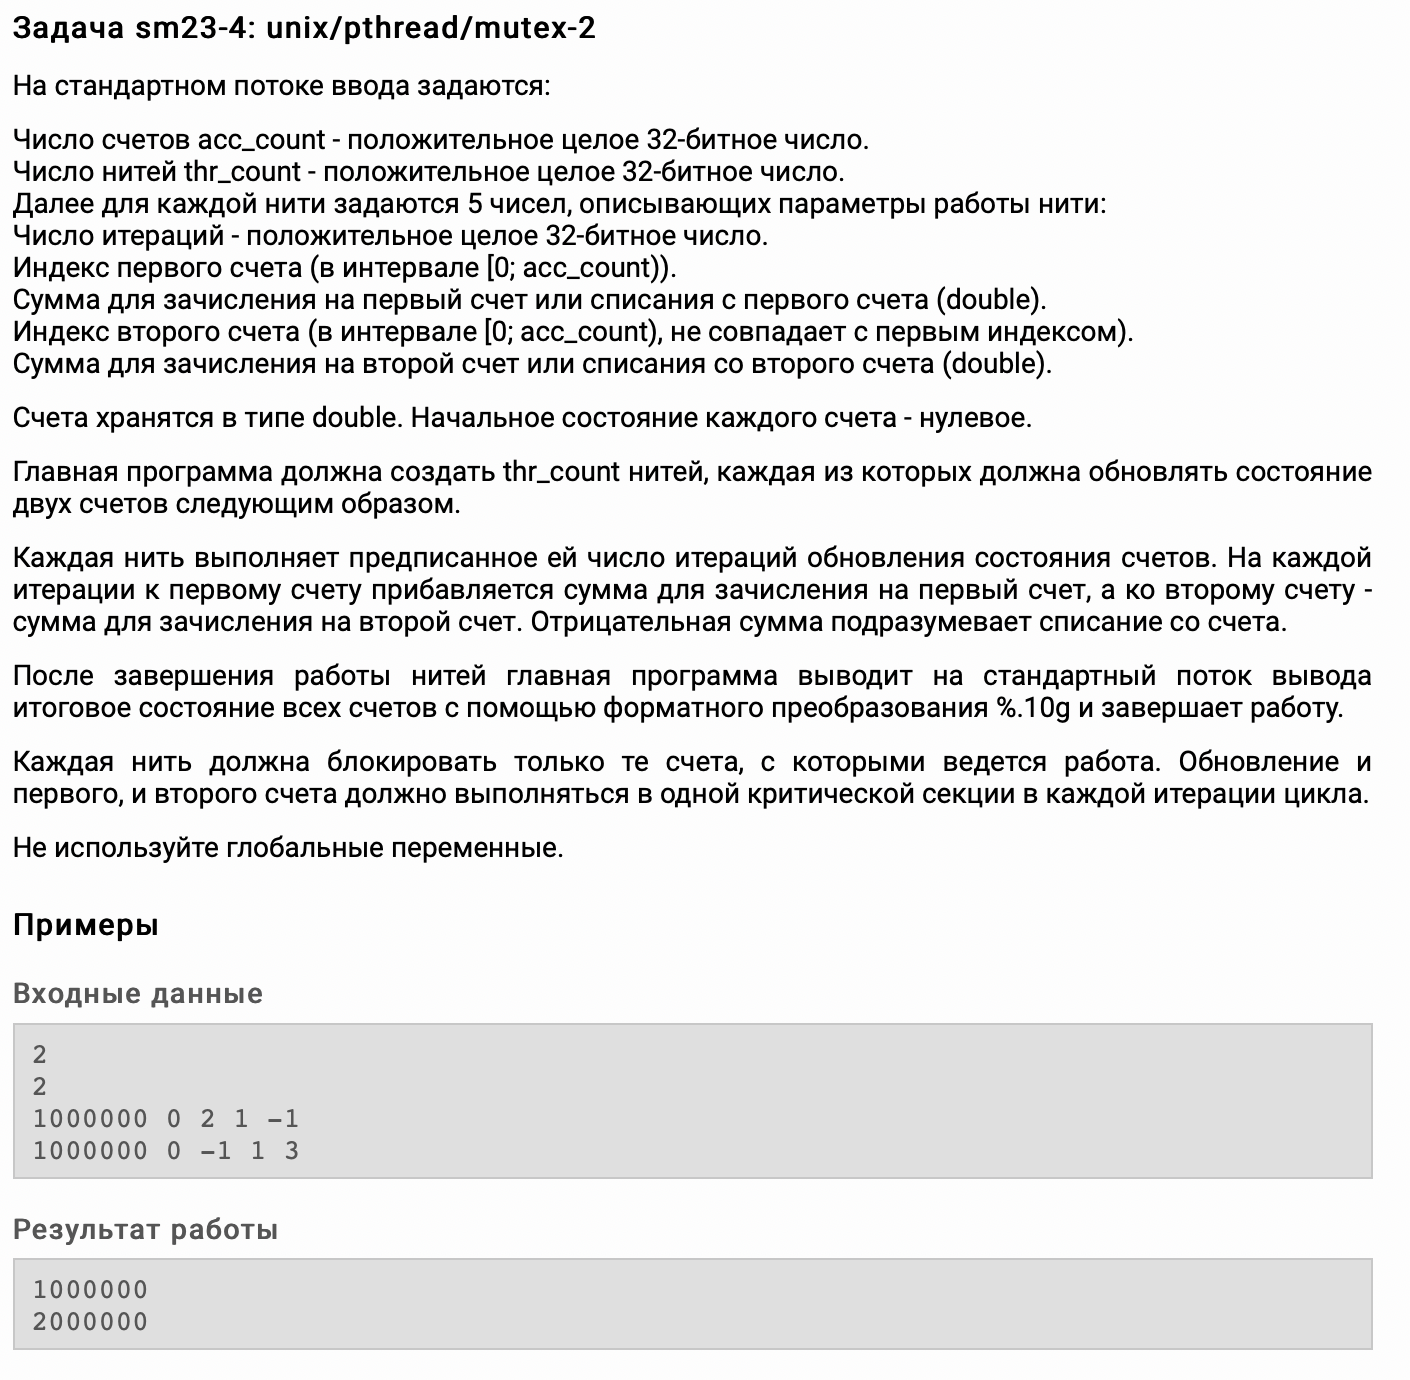 Задача sm23-4: unix/pthread/mutex-2
На стандартном потоке ввода задаются:
Число счетов acc_count - положительное целое 32-битное число.
Число нитей thr_count - положительное целое 32-битное число.
Далее для каждой нити задаются 5 чисел, описывающих параметры работы нити:
Число итераций - положительное целое 32-битное число.
Индекс первого счета (в интервале [0; acc_count)).
Сумма для зачисления на первый счет или списания с первого счета (double).
Индекс второго счета (в интервале [0; acc_count), не совпадает с первым индексом).
Сумма для зачисления на второй счет или списания со второго счета (double).
Счета хранятся в типе double. Начальное состояние каждого счета - нулевое.
Главная программа должна создать thr_count нитей, каждая из которых должна обновлять состояние
двух счетов следующим образом.
Каждая нить выполняет предписанное ей число итераций обновления состояния счетов. На каждой
итерации к первому счету прибавляется сумма для зачисления на первый счет, а ко второму счету -
сумма для зачисления на второй счет. Отрицательная сумма подразумевает списание со счета.
После завершения работы нитей главная программа выводит на стандартный поток вывода
итоговое состояние всех счетов с помощью форматного преобразования %.10g и завершает работу.
Каждая нить должна блокировать только те счета, с которыми ведется работа. Обновление и
первого, и второго счета должно выполняться в одной критической секции в каждой итерации цикла.
Не используйте глобальные переменные.
Примеры
Входные данные
2
2
1000000 0 2 1 -1
1000000 0 -1 1 3
Результат работы
1000000
2000000